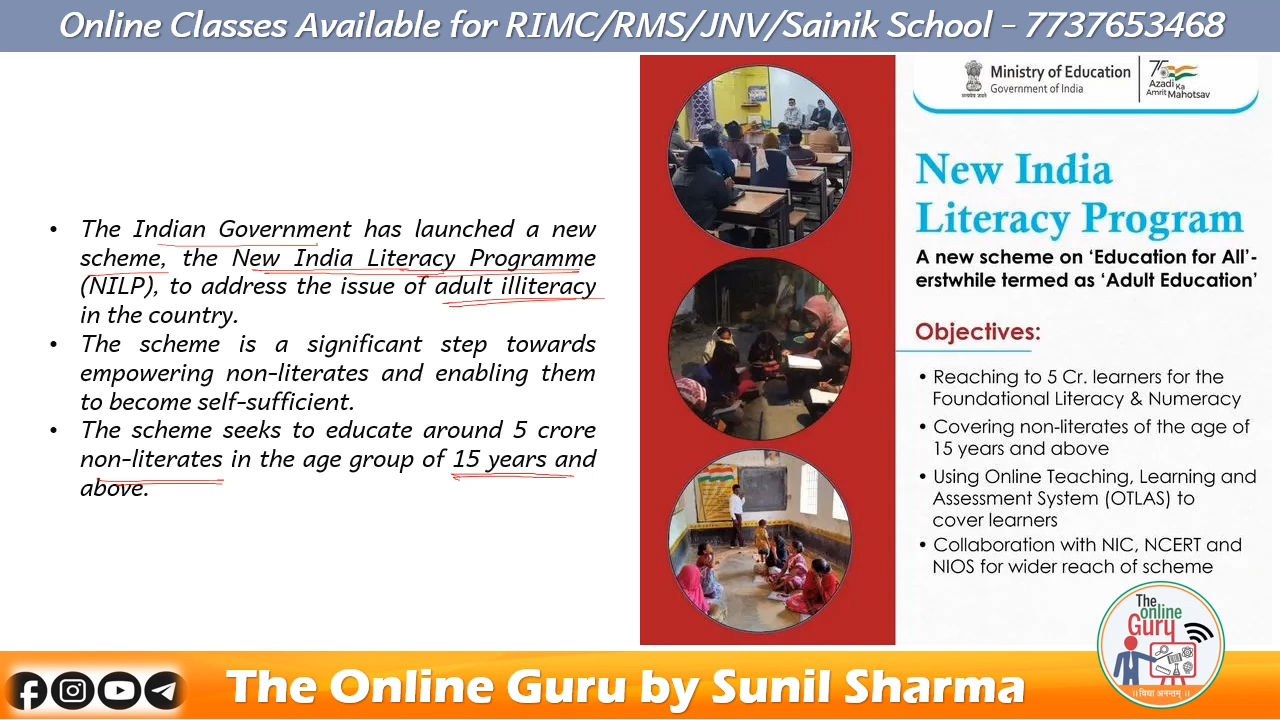 Online Classes Available for RIMC/RMS/JNV/Sainik School – 7737653468
• The Indian Government has launched a new
scheme, the New India Literacy Programme
(NILP), to address the issue of adult illiteracy
in the country.
• The scheme is a significant step towards
empowering non-literates and enabling them
to become self-sufficient.
• The scheme seeks to educate around 5 crore
non-literates in the age group of 15 years and
above.
सत्यमेव जयते
Ministry of Education
Government of India
75
Azadi Ka
Amrit Mahotsav
New India
Literacy Program
A new scheme on ‘Education for All’-
erstwhile termed as ‘Adult Education’
Objectives:
• Reaching to 5 Cr. learners for the
Foundational Literacy & Numeracy
• Covering non-literates of the age of
15 years and above
• Using Online Teaching, Learning and
Assessment System (OTLAS) to
cover learners
• Collaboration with NIC, NCERT and
NIOS for wider reach of scheme
The
online
Guru
।। विद्या अनन्तम् ।।
The Online Guru by Sunil Sharma